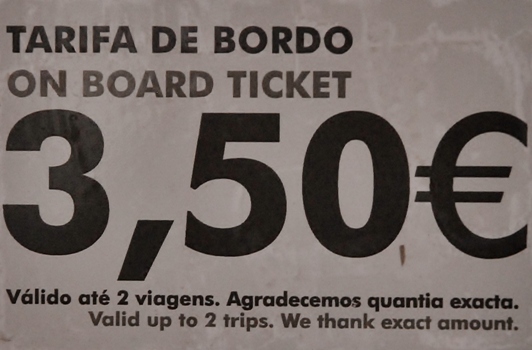 TARIFA DE BORDO
ON BOARD TICKET
3,50€
Válido até 2 viagens. Agradecemos quantia exacta.
Valid up to 2 trips. We thank exact amount.